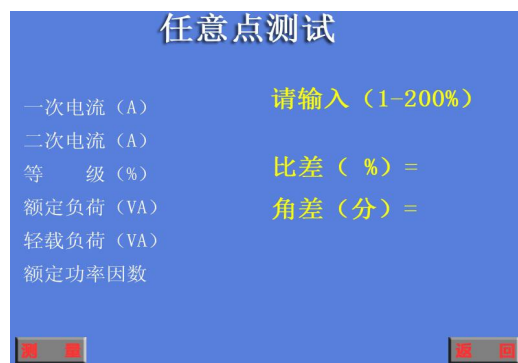 任意点测试
一次电流（A）
二次电流（A）
等　　级（%）
额定负荷（VA）
轻载负荷（VA）
额定功率因数
请输入（1-200%）
比差（ %）=
角差（分）=
测　量
返　回